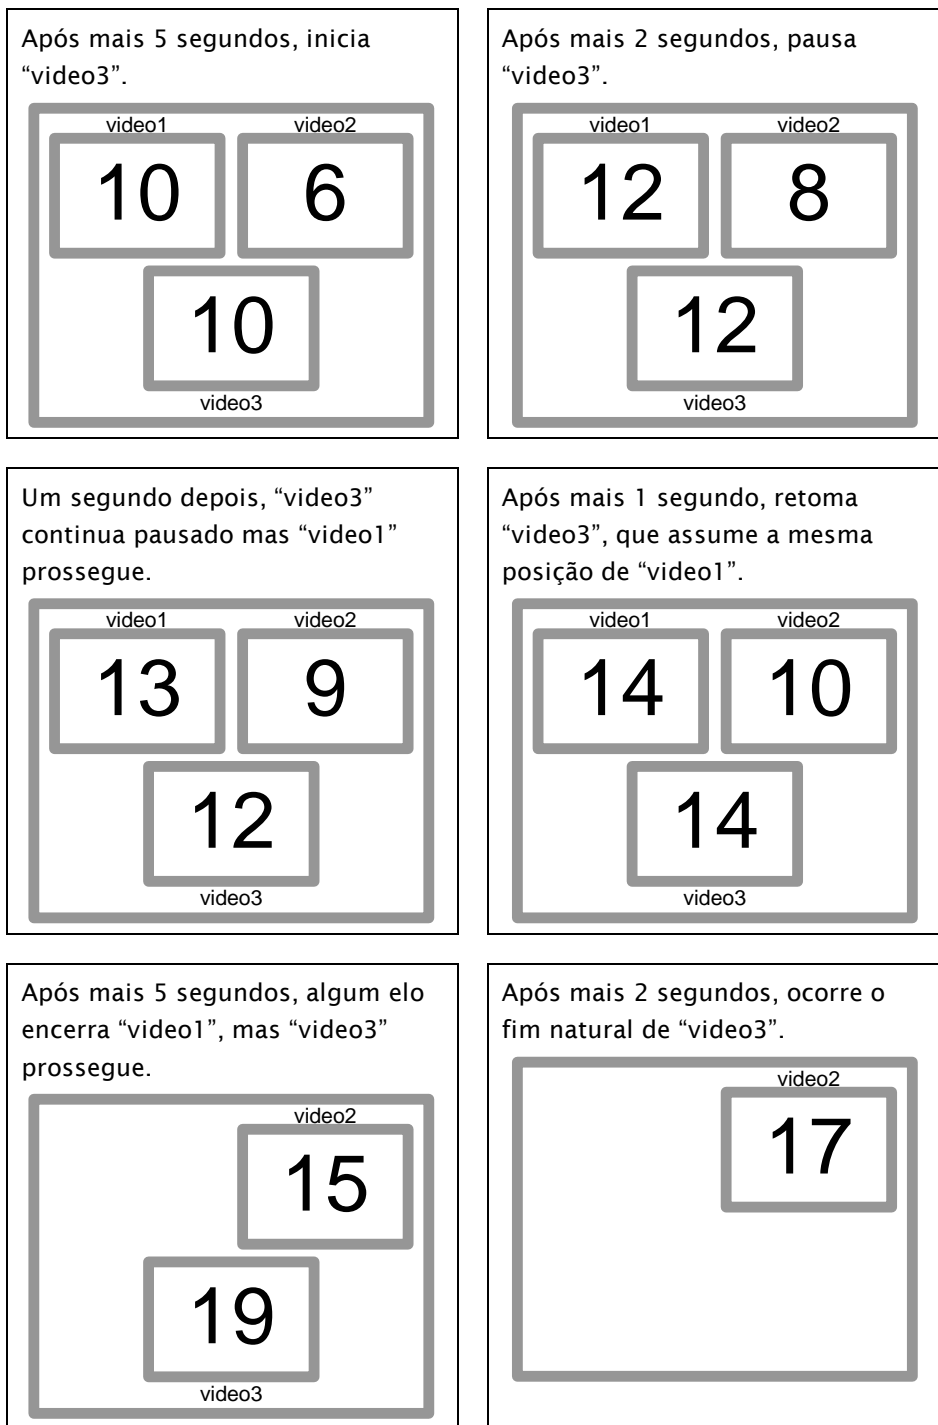 Após mais 5 segundos, inicia
“video3”.
video1 video2
10 6
10
video3
Após mais 2 segundos, pausa
“video3”.
video1 video2
12 8
12
video3
Um segundo depois, “video3”
continua pausado mas “video1”
prossegue.
video1 video2
13 9
12
video3
Após mais 1 segundo, retoma
“video3”, que assume a mesma
posição de “video1”.
video1 video2
14 10
14
video3
Após mais 5 segundos, algum elo
encerra “video1”, mas “video3”
prossegue.
video2
15
19
video3
Após mais 2 segundos, ocorre o
fim natural de “video3”.
video2
17